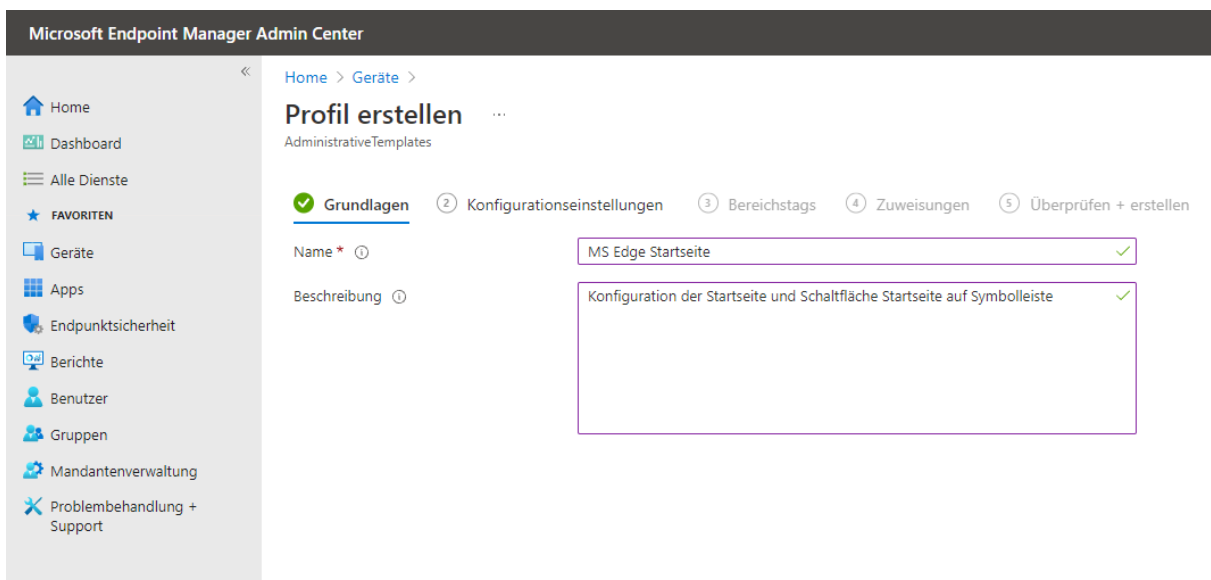 Microsoft Endpoint Manager Admin Center
«
Home
Dashboard
Alle Dienste
FAVORITEN
Geräte
Apps
Endpunktsicherheit
Berichte
Benutzer
Gruppen
Mandantenverwaltung
Problembehandlung +
Support
Home > Geräte >
Profil erstellen ...
AdministrativeTemplates
Grundlagen 2 Konfigurationseinstellungen 3 Bereichstags 4 Zuweisungen 5 Überprüfen + erstellen
Name * MS Edge Startseite
Beschreibung Konfiguration der Startseite und Schaltfläche Startseite auf Symbolleiste